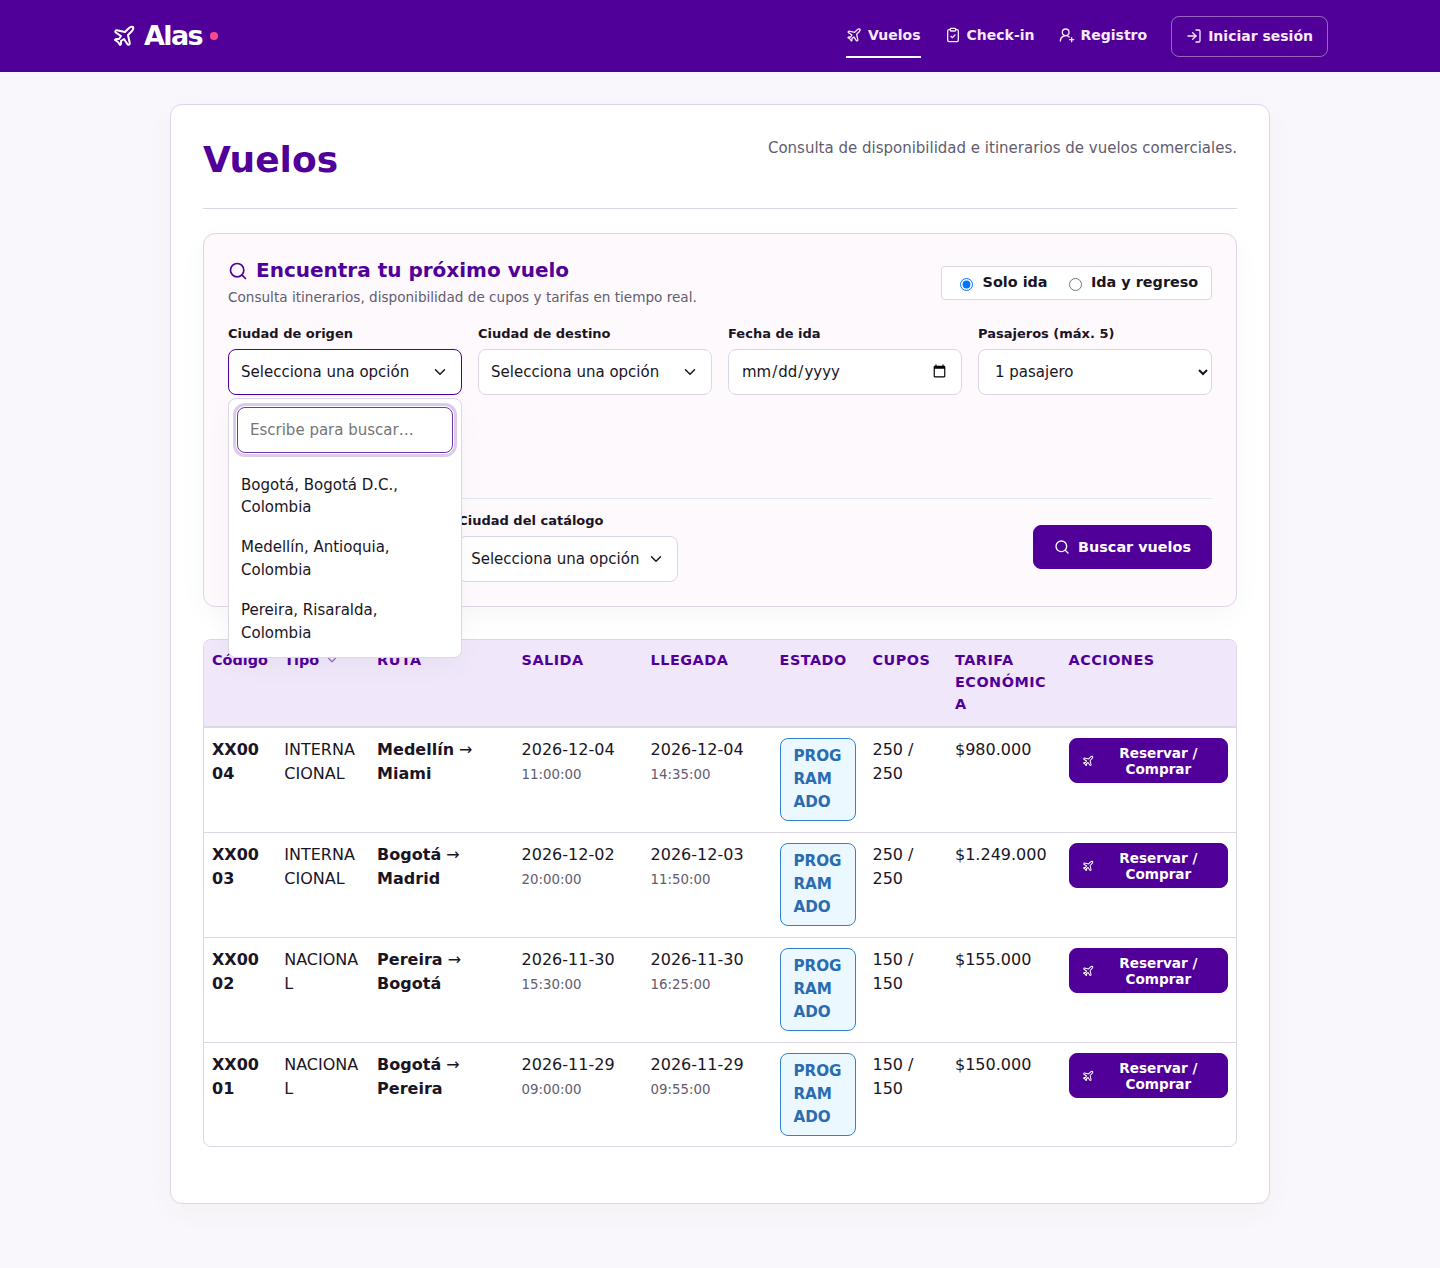 Alas
Vuelos
Check-in
Registro
Iniciar sesión
Vuelos
Consulta de disponibilidad e itinerarios de vuelos comerciales.
Encuentra tu próximo vuelo
Consulta itinerarios, disponibilidad de cupos y tarifas en tiempo real.
Solo ida
Ida y regreso
Ciudad de origen
Ciudad de destino
Fecha de ida
Pasajeros (máx. 5)
Selecciona una opción
Selecciona una opción
mm/dd/yyyy
1 pasajero
Escribe para buscar...
Bogotá, Bogotá D.C.,
Colombia
Medellín, Antioquia,
Colombia
Pereira, Risaralda,
Colombia
Ciudad del catálogo
Selecciona una opción
Buscar vuelos
Código
Tipo
RUTA
SALIDA
LLEGADA
ESTADO
CUPOS
TARIFA
ECONÓMIC
A
ACCIONES
XX00
04
INTERNA
CIONAL
Medellín →
Miami
2026-12-04
11:00:00
2026-12-04
14:35:00
PROG
RAM
ADO
250 /
250
$980.000
Reservar /
Comprar
XX00
03
INTERNA
CIONAL
Bogotá →
Madrid
2026-12-02
20:00:00
2026-12-03
11:50:00
PROG
RAM
ADO
250 /
250
$1.249.000
Reservar /
Comprar
XX00
02
NACIONA
L
Pereira →
Bogotá
2026-11-30
15:30:00
2026-11-30
16:25:00
PROG
RAM
ADO
150 /
150
$155.000
Reservar /
Comprar
XX00
01
NACIONA
L
Bogotá →
Pereira
2026-11-29
09:00:00
2026-11-29
09:55:00
PROG
RAM
ADO
150 /
150
$150.000
Reservar /
Comprar